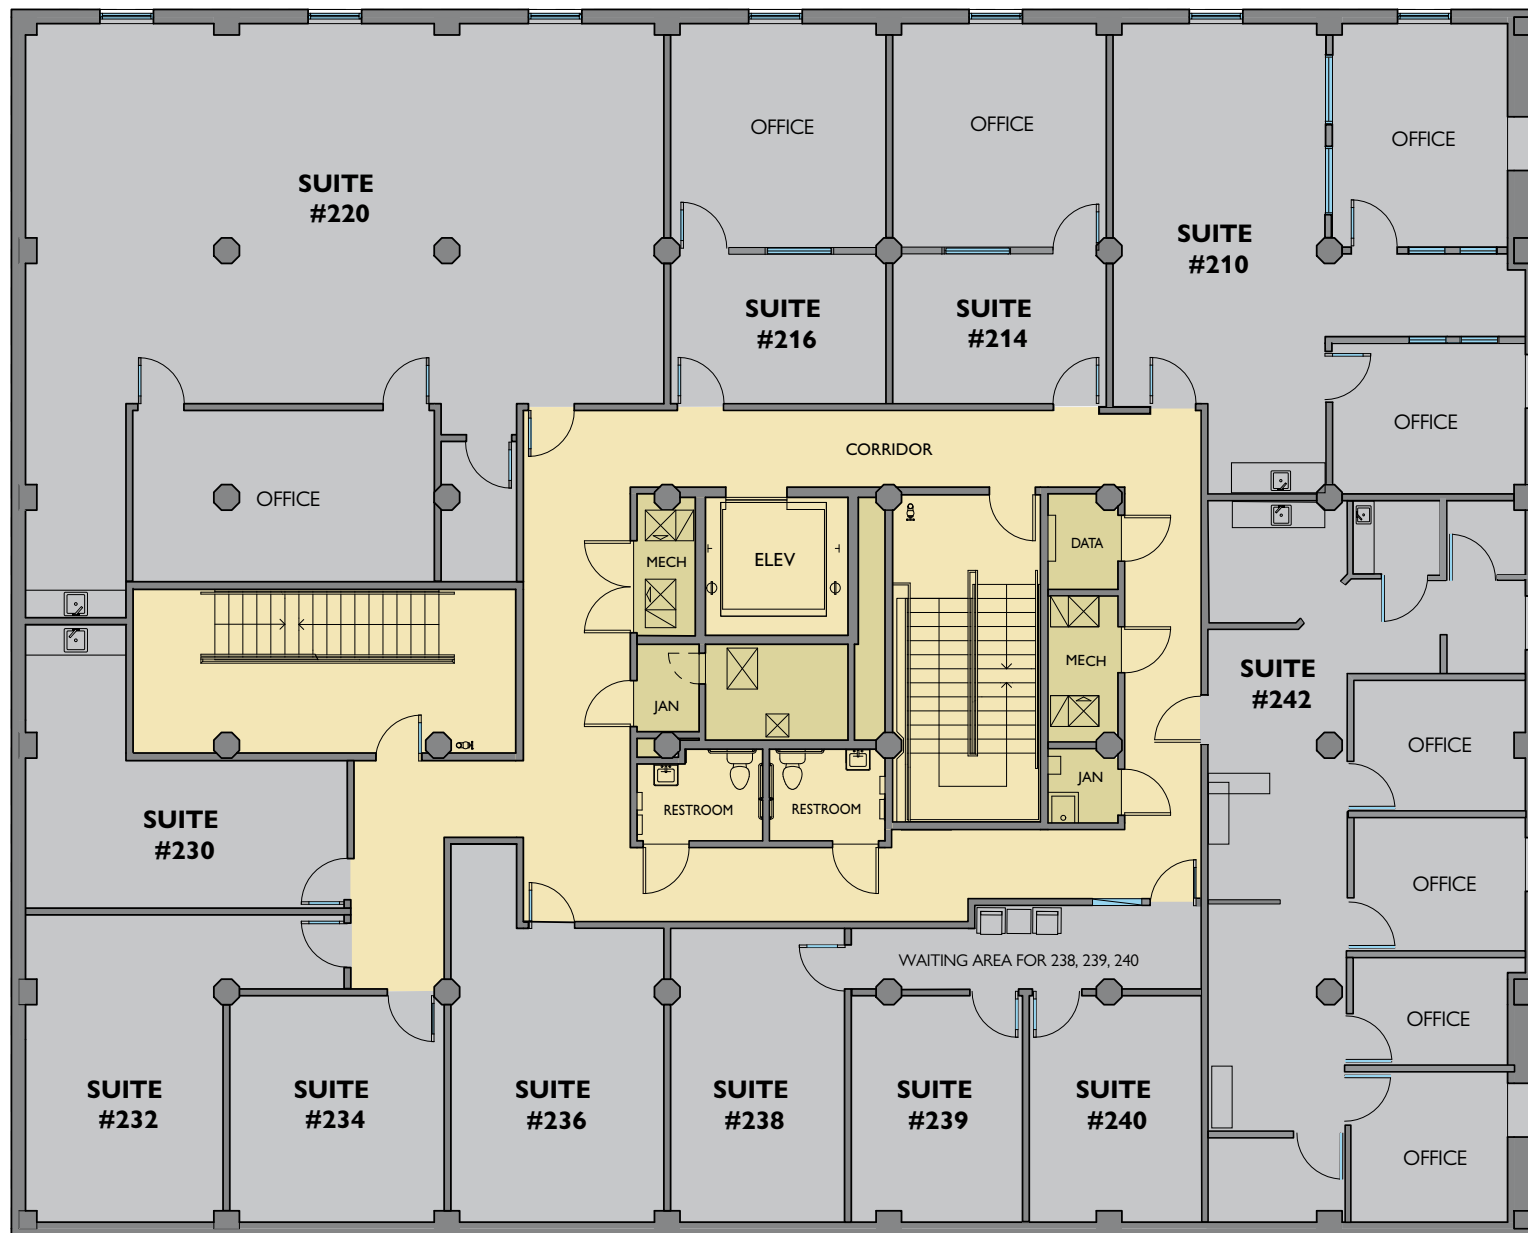 OFFICE
OFFICE
OFFICE
SUITE
#220
SUITE
#210
SUITE
#216
SUITE
#214
OFFICE
CORRIDOR
OFFICE
MECH
ELEV
DATA
MECH
SUITE
#242
JAN
OFFICE
JAN
RESTROOM
RESTROOM
SUITE
#230
OFFICE
WAITING AREA FOR 238, 239, 240
OFFICE
SUITE
#232
SUITE
#234
SUITE
#236
SUITE
#238
SUITE
#239
SUITE
#240
OFFICE